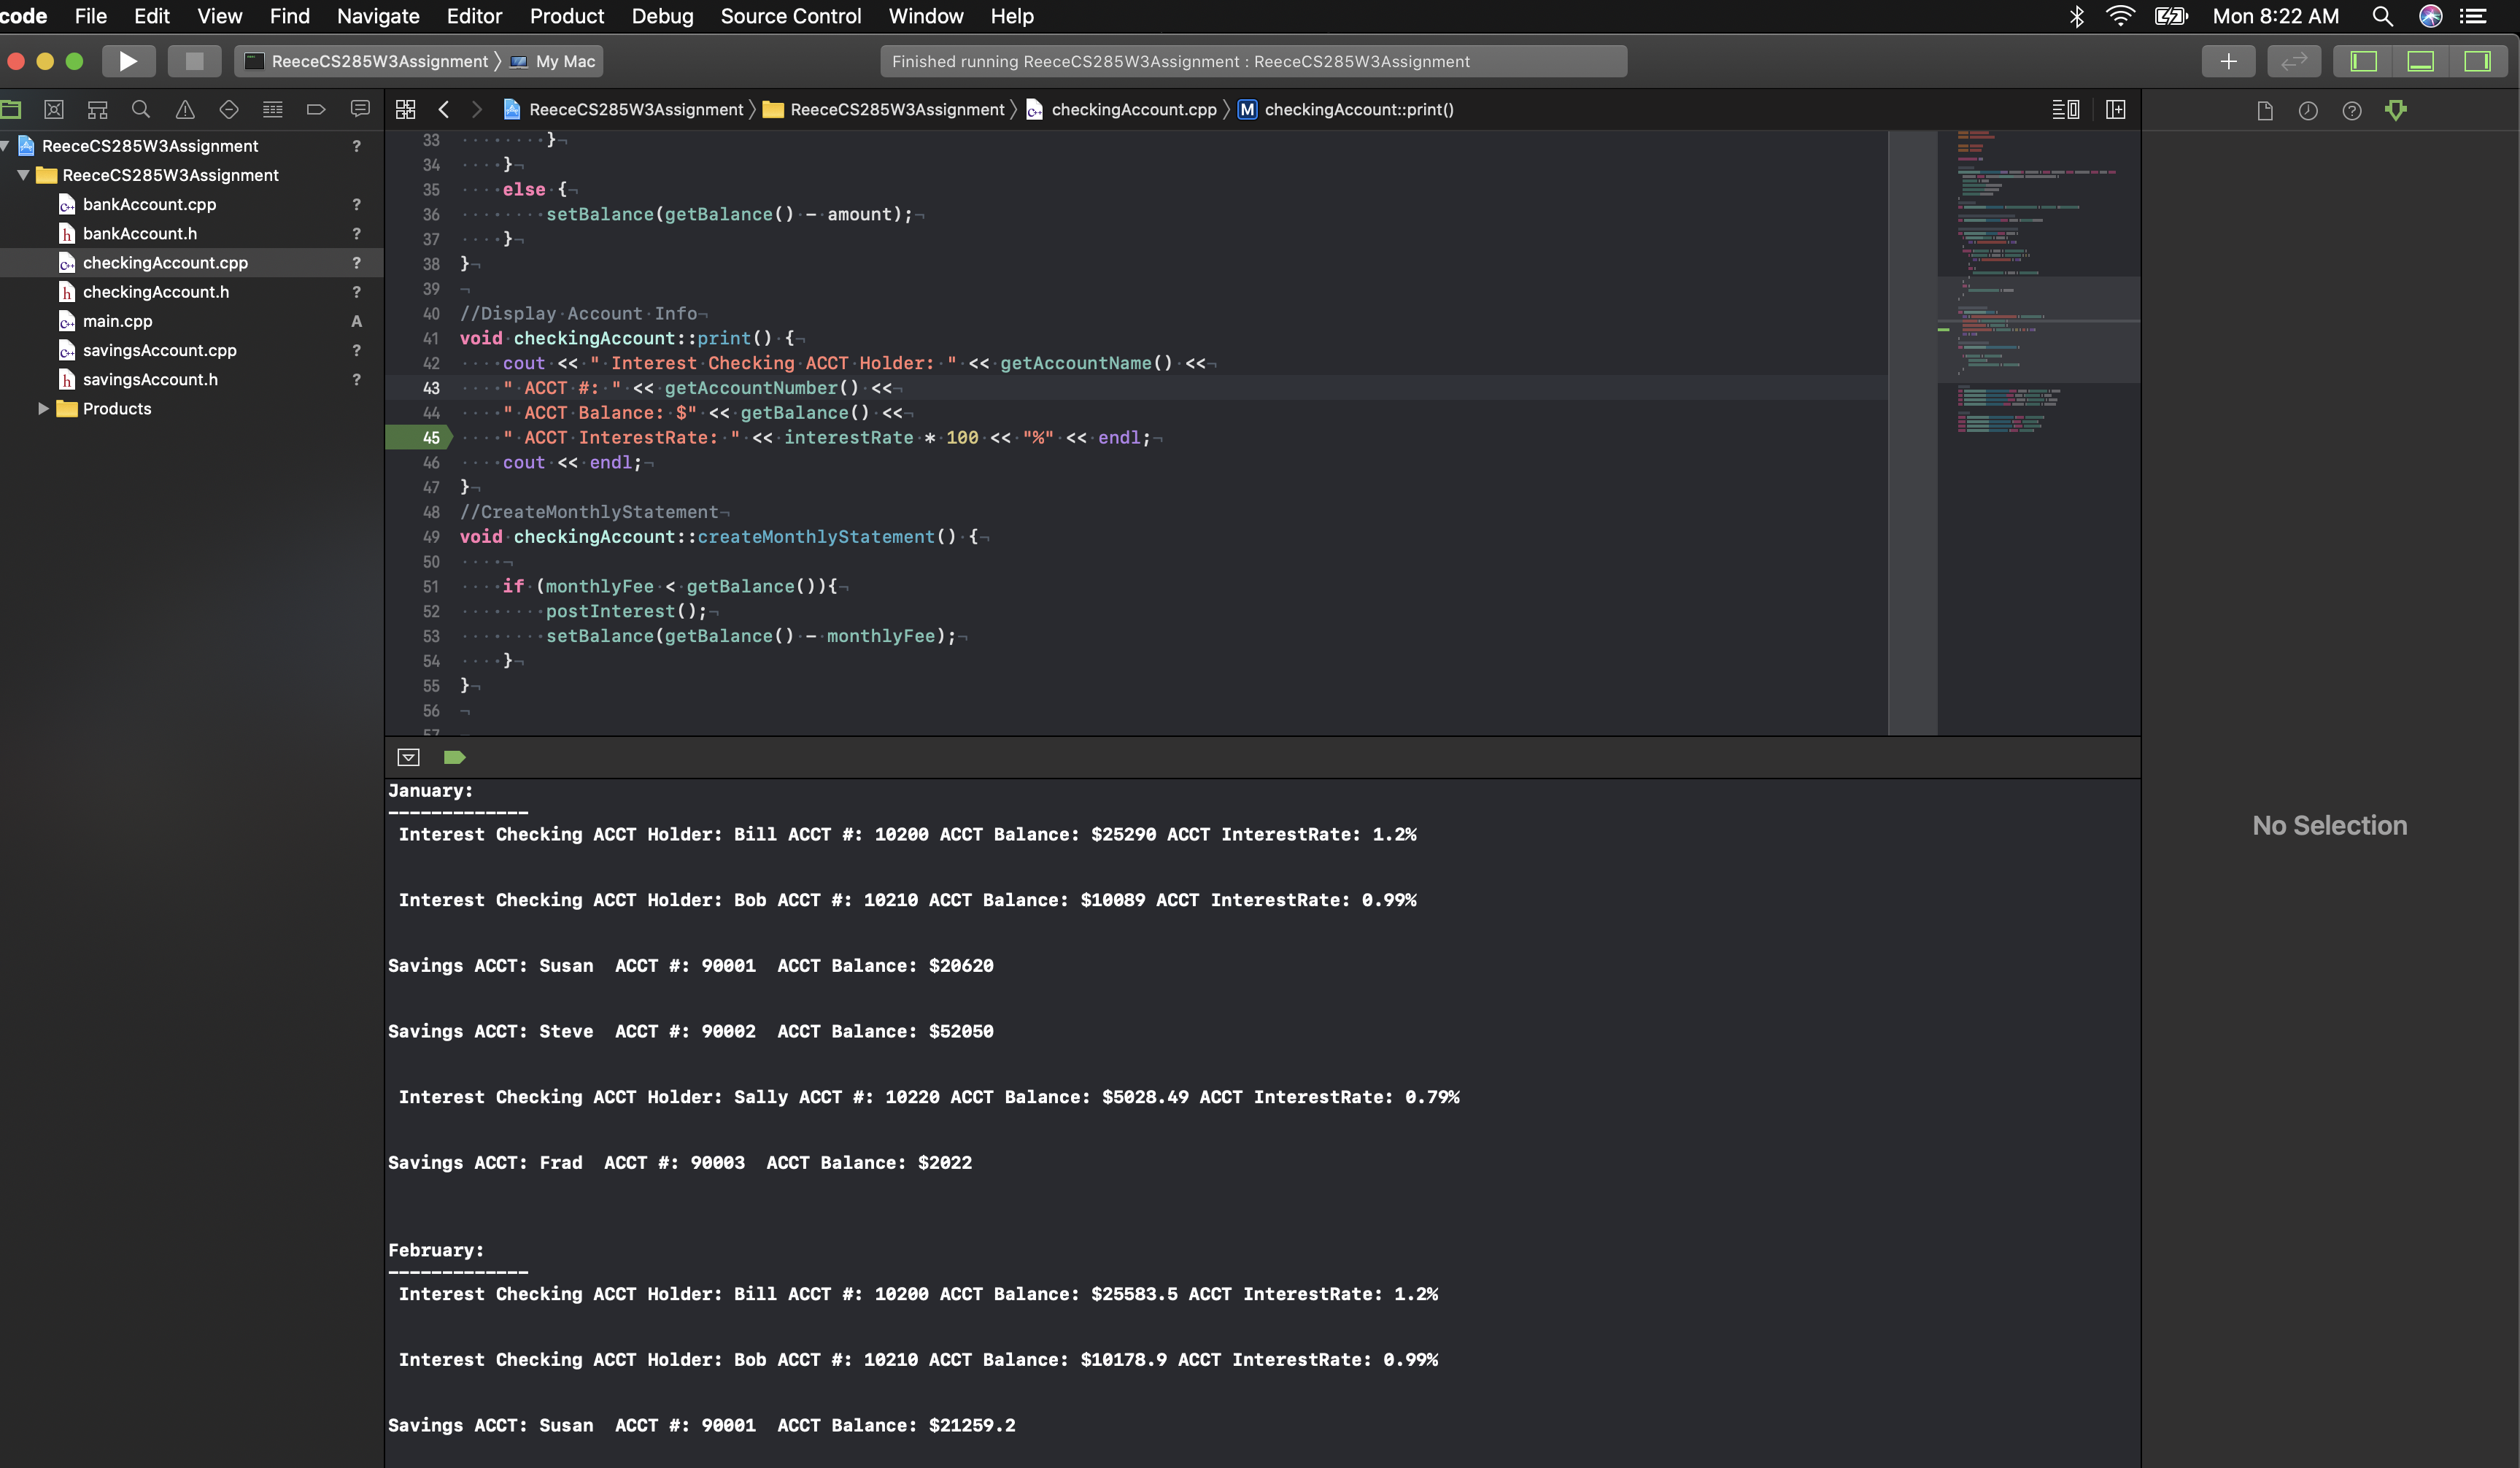 code File Edit View Find Navigate Editor Product Debug Source Control Window Help Mon 8:22 AM
ReeceCS285W3Assignment My Mac
Finished running ReeceCS285W3Assignment : ReeceCS285W3Assignment
ReeceCS285W3Assignment ReeceCS285W3Assignment checkingAccount.cpp M checkingAccount::print()
ReeceCS285W3Assignment ?
ReeceCS285W3Assignment
bankAccount.cpp ?
bankAccount.h ?
checkingAccount.cpp ?
checkingAccount.h ?
main.cpp A
savingsAccount.cpp ?
savingsAccount.h ?
Products
33 }
34 }
35 else {
36 setBalance(getBalance() - amount);
37 }
38 }
39
40 //Display Account Info
41 void checkingAccount::print() {
42 cout << " Interest Checking ACCT Holder: " << getAccountName() <<
43 " ACCT #: " << getAccountNumber() <<
44 " ACCT Balance: $" << getBalance() <<
45 " ACCT InterestRate: " << interestRate * 100 << "%" << endl;
46 cout << endl;
47 }
48 //CreateMonthlyStatement
49 void checkingAccount::createMonthlyStatement() {
50
51 if (monthlyFee < getBalance()){
52 postInterest();
53 setBalance(getBalance() - monthlyFee);
54 }
55 }
56
57
January:
-------------
Interest Checking ACCT Holder: Bill ACCT #: 10200 ACCT Balance: $25290 ACCT InterestRate: 1.2%
Interest Checking ACCT Holder: Bob ACCT #: 10210 ACCT Balance: $10089 ACCT InterestRate: 0.99%
Savings ACCT: Susan  ACCT #: 90001  ACCT Balance: $20620
Savings ACCT: Steve  ACCT #: 90002  ACCT Balance: $52050
Interest Checking ACCT Holder: Sally ACCT #: 10220 ACCT Balance: $5028.49 ACCT InterestRate: 0.79%
Savings ACCT: Frad  ACCT #: 90003  ACCT Balance: $2022
February:
-------------
Interest Checking ACCT Holder: Bill ACCT #: 10200 ACCT Balance: $25583.5 ACCT InterestRate: 1.2%
Interest Checking ACCT Holder: Bob ACCT #: 10210 ACCT Balance: $10178.9 ACCT InterestRate: 0.99%
Savings ACCT: Susan  ACCT #: 90001  ACCT Balance: $21259.2
No Selection